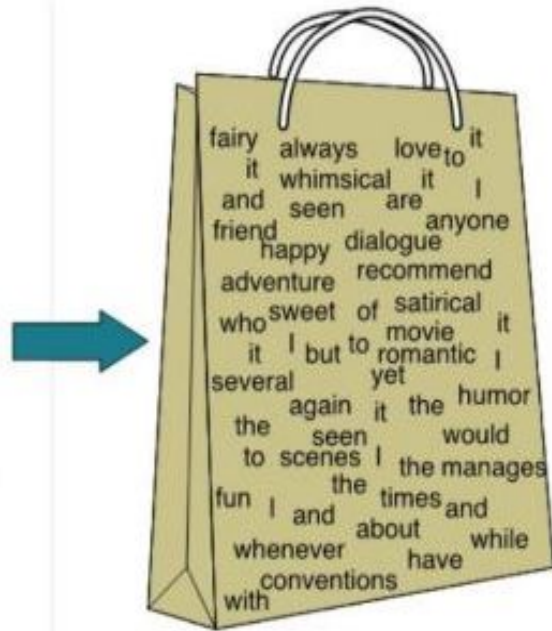 fairy always love to it
it whimsical it I
and seen are anyone
friend happy dialogue
adventure recommend
who sweet of satirical it
it I but to movie romantic I
several yet
again it the humor
the seen would
to scenes I the manages
fun I and the times and
about while
whenever have
conventions
with